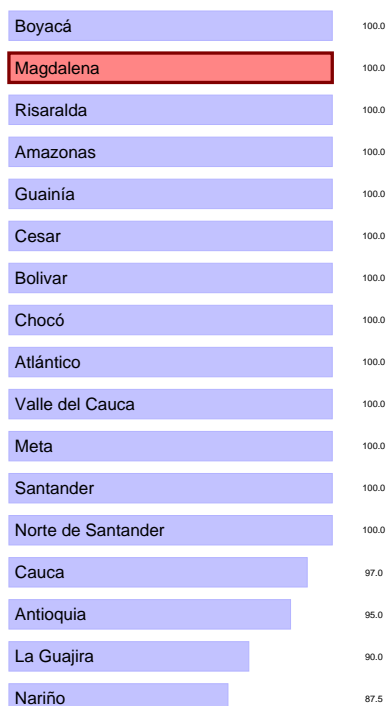 Boyacá 100.0
Magdalena 100.0
Risaralda 100.0
Amazonas 100.0
Guainía 100.0
Cesar 100.0
Bolivar 100.0
Chocó 100.0
Atlántico 100.0
Valle del Cauca 100.0
Meta 100.0
Santander 100.0
Norte de Santander 100.0
Cauca 97.0
Antioquia 95.0
La Guajira 90.0
Nariño 87.5